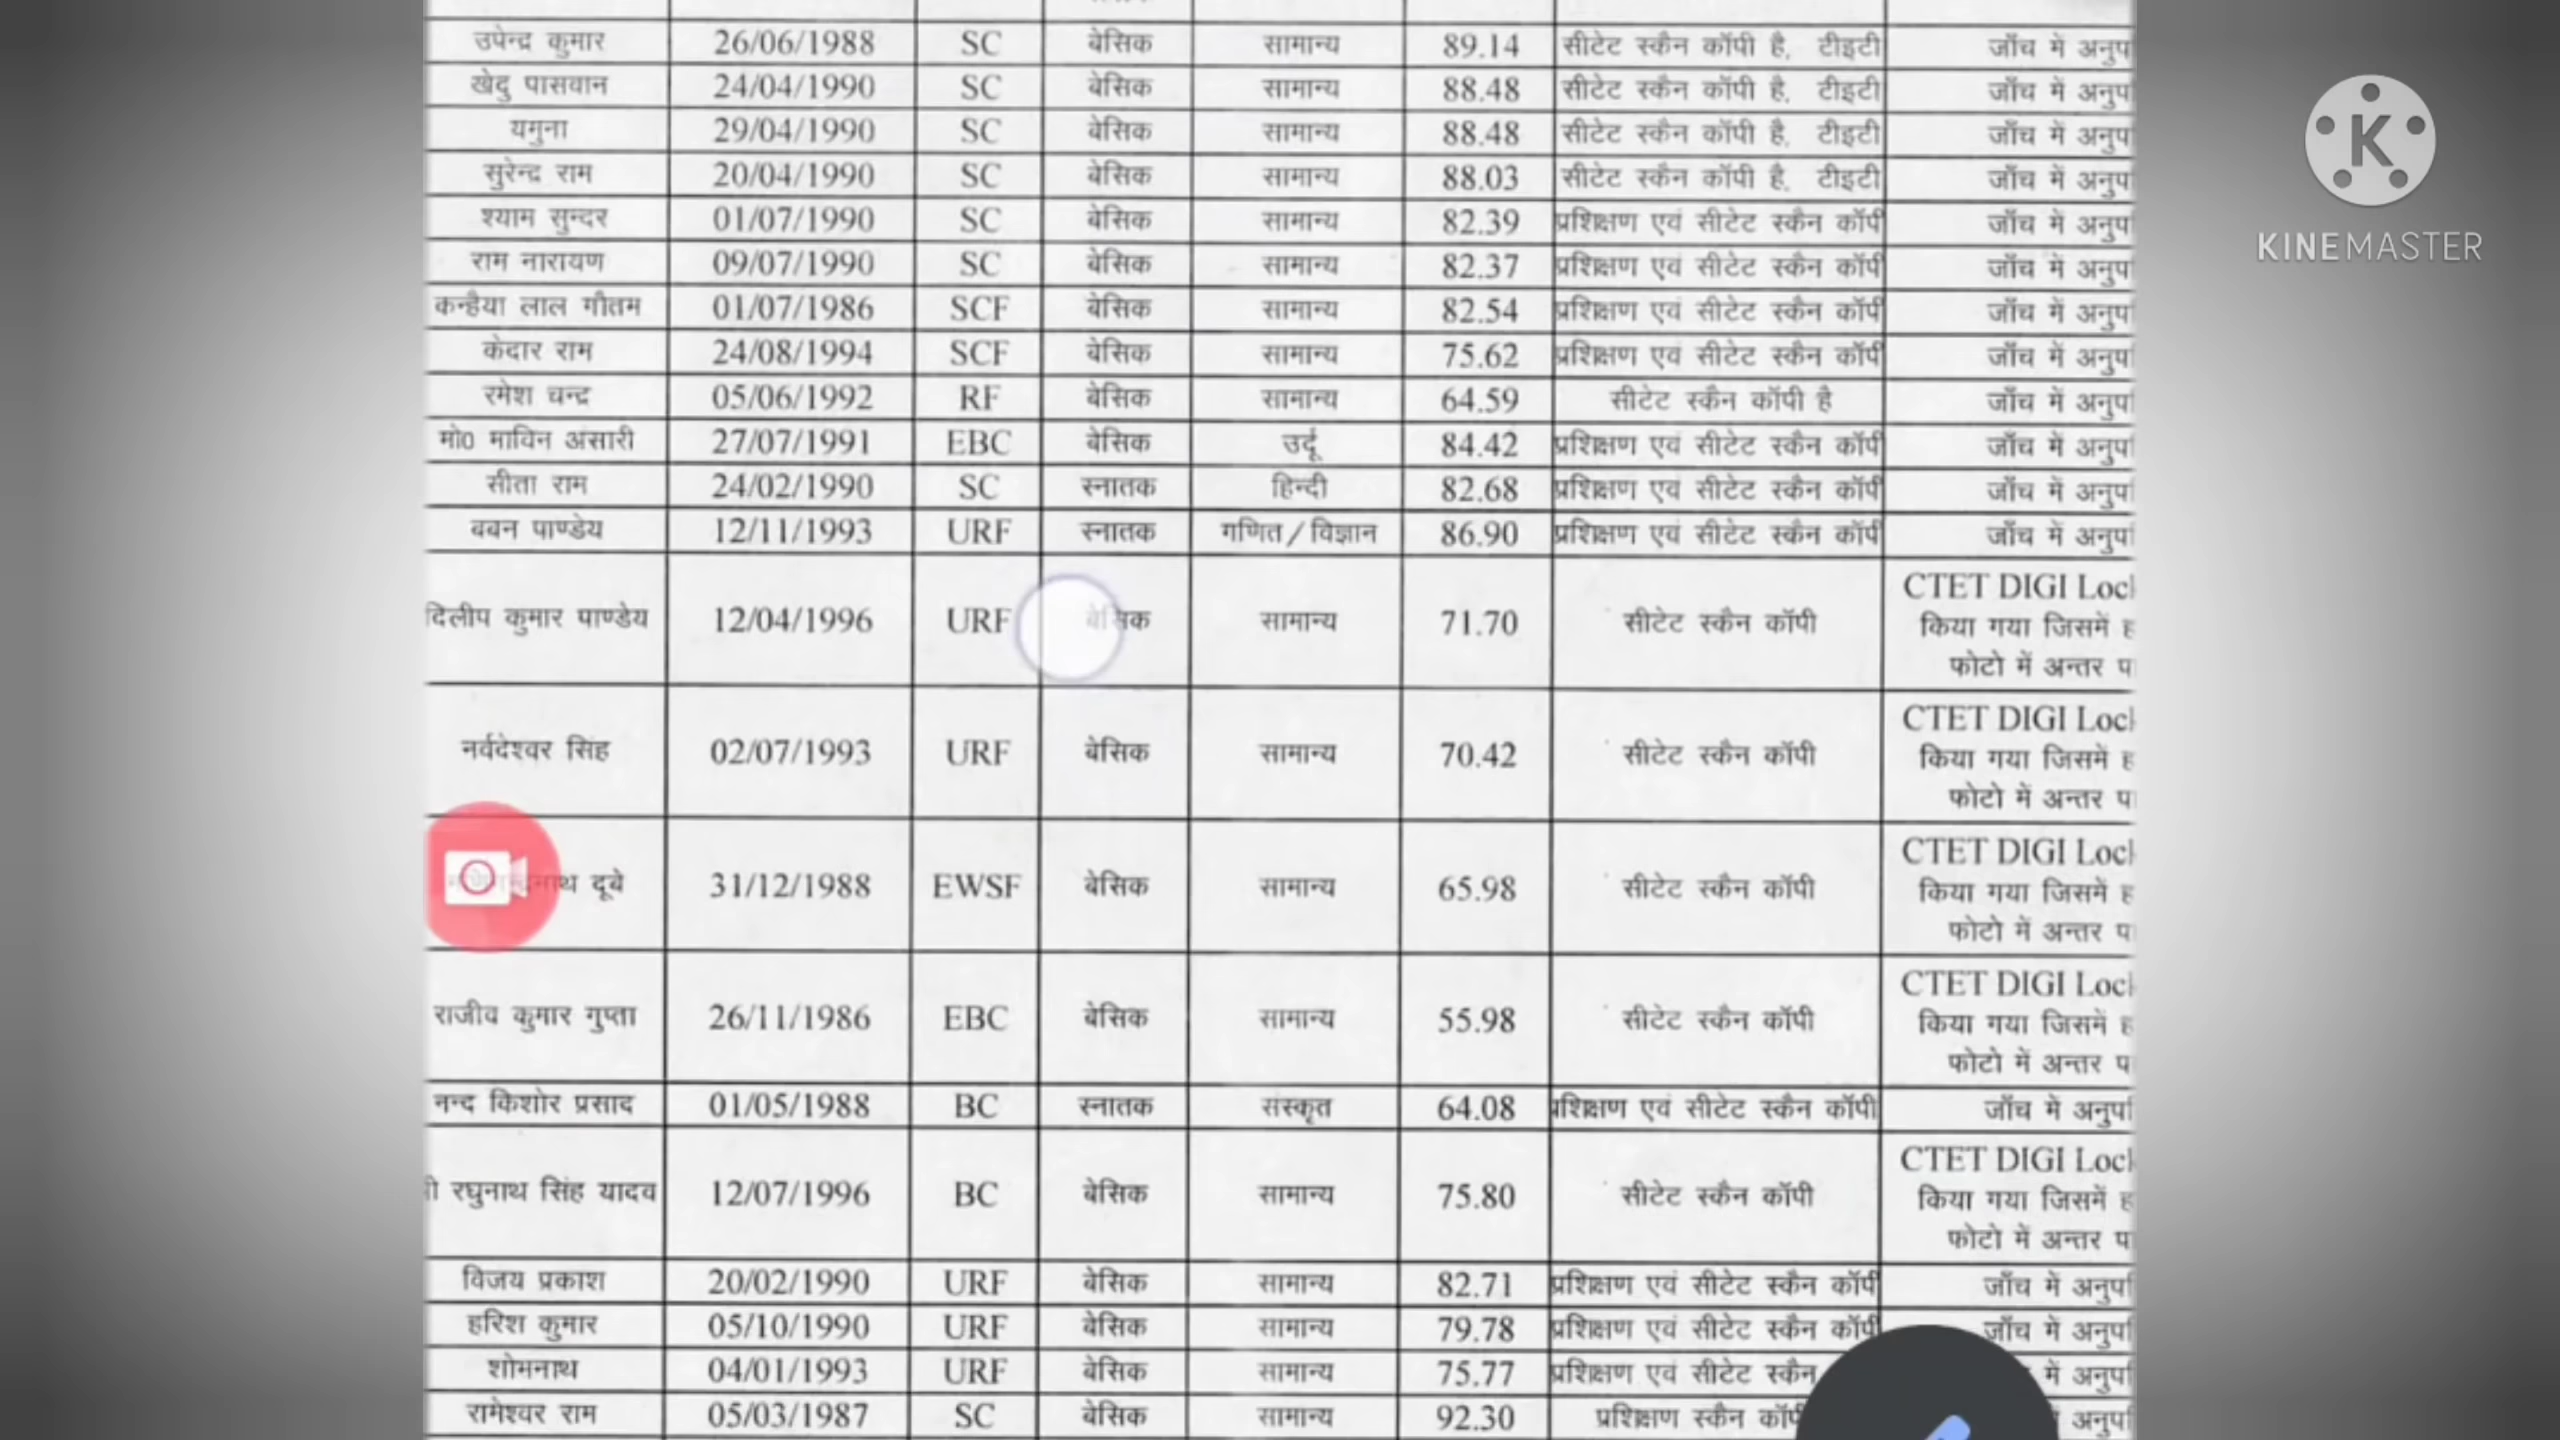 उपेन्द्र कुमार 26/06/1988 SC बेसिक सामान्य 89.14 सीटेट स्कैन कॉपी है, टीइटी जाँच में अनुप
खेदु पासवान 24/04/1990 SC बेसिक सामान्य 88.48 सीटेट स्कैन कॉपी है, टीइटी जाँच में अनुप
यमुना 29/04/1990 SC बेसिक सामान्य 88.48 सीटेट स्कैन कॉपी है, टीइटी जाँच में अनुप
सुरेन्द्र राम 20/04/1990 SC बेसिक सामान्य 88.03 सीटेट स्कैन कॉपी है, टीइटी जाँच में अनुप
श्याम सुन्दर 01/07/1990 SC बेसिक सामान्य 82.39 प्रशिक्षण एवं सीटेट स्कैन कॉपी जाँच में अनुप
राम नारायण 09/07/1990 SC बेसिक सामान्य 82.37 प्रशिक्षण एवं सीटेट स्कैन कॉपी जाँच में अनुप
कन्हैया लाल गौतम 01/07/1986 SCF बेसिक सामान्य 82.54 प्रशिक्षण एवं सीटेट स्कैन कॉपी जाँच में अनुप
केदार राम 24/08/1994 SCF बेसिक सामान्य 75.62 प्रशिक्षण एवं सीटेट स्कैन कॉपी जाँच में अनुप
रमेश चन्द्र 05/06/1992 RF बेसिक सामान्य 64.59 सीटेट स्कैन कॉपी है जाँच में अनुप
मो0 माविन अंसारी 27/07/1991 EBC बेसिक उर्दू 84.42 प्रशिक्षण एवं सीटेट स्कैन कॉपी जाँच में अनुप
सीता राम 24/02/1990 SC स्नातक हिन्दी 82.68 प्रशिक्षण एवं सीटेट स्कैन कॉपी जाँच में अनुप
बबन पाण्डेय 12/11/1993 URF स्नातक गणित/विज्ञान 86.90 प्रशिक्षण एवं सीटेट स्कैन कॉपी जाँच में अनुप
CTET DIGI Loc
दिलीप कुमार पाण्डेय 12/04/1996 URF बेसिक सामान्य 71.70 सीटेट स्कैन कॉपी किया गया जिसमें ह
फोटो में अन्तर प
CTET DIGI Loc
नर्वदेश्वर सिंह 02/07/1993 URF बेसिक सामान्य 70.42 सीटेट स्कैन कॉपी किया गया जिसमें ह
फोटो में अन्तर प
CTET DIGI Loc
दूबे 31/12/1988 EWSF बेसिक सामान्य 65.98 सीटेट स्कैन कॉपी किया गया जिसमें ह
फोटो में अन्तर प
CTET DIGI Loc
राजीव कुमार गुप्ता 26/11/1986 EBC बेसिक सामान्य 55.98 सीटेट स्कैन कॉपी किया गया जिसमें ह
फोटो में अन्तर प
नन्द किशोर प्रसाद 01/05/1988 BC स्नातक संस्कृत 64.08 प्रशिक्षण एवं सीटेट स्कैन कॉपी जाँच में अनुप
CTET DIGI Loc
रघुनाथ सिंह यादव 12/07/1996 BC बेसिक सामान्य 75.80 सीटेट स्कैन कॉपी किया गया जिसमें ह
फोटो में अन्तर प
विजय प्रकाश 20/02/1990 URF बेसिक सामान्य 82.71 प्रशिक्षण एवं सीटेट स्कैन कॉपी जाँच में अनुप
हरिश कुमार 05/10/1990 URF बेसिक सामान्य 79.78 प्रशिक्षण एवं सीटेट स्कैन कॉपी जाँच में अनुप
शोमनाथ 04/01/1993 URF बेसिक सामान्य 75.77 प्रशिक्षण एवं सीटेट स्कैन में अनुप
रामेश्वर राम 05/03/1987 SC बेसिक सामान्य 92.30 प्रशिक्षण स्कैन कॉपी अनुप
K
KINEMASTER